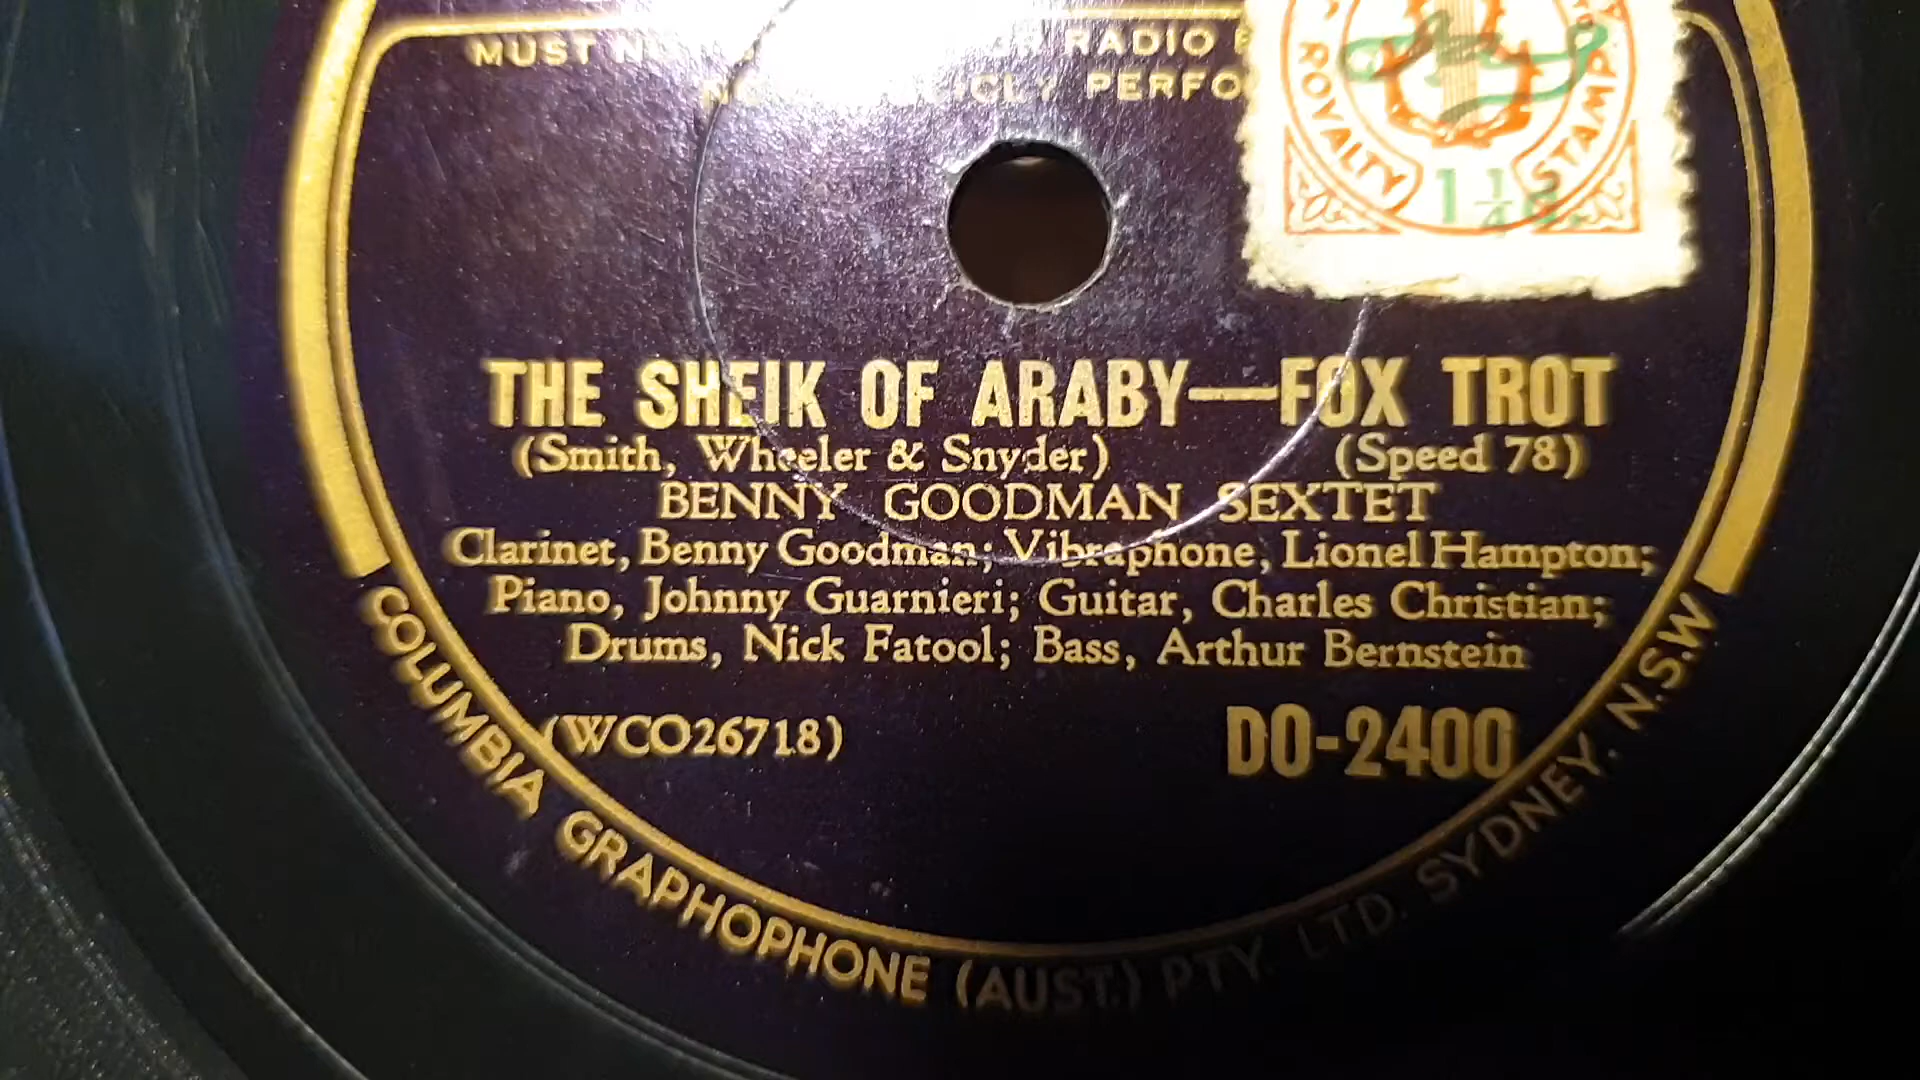 MUST RADIO
PERFO
ROYALTY STAMP
1¼d.
THE SHEIK OF ARABY—FOX TROT
(Smith, Wheeler & Snyder) (Speed 78)
BENNY GOODMAN SEXTET
Clarinet, Benny Goodman; Vibraphone, Lionel Hampton;
Piano, Johnny Guarnieri; Guitar, Charles Christian;
Drums, Nick Fatool; Bass, Arthur Bernstein
(WCO26718) DO-2400
COLUMBIA GRAPHOPHONE (AUST.) PTY. LTD. SYDNEY. N.S.W